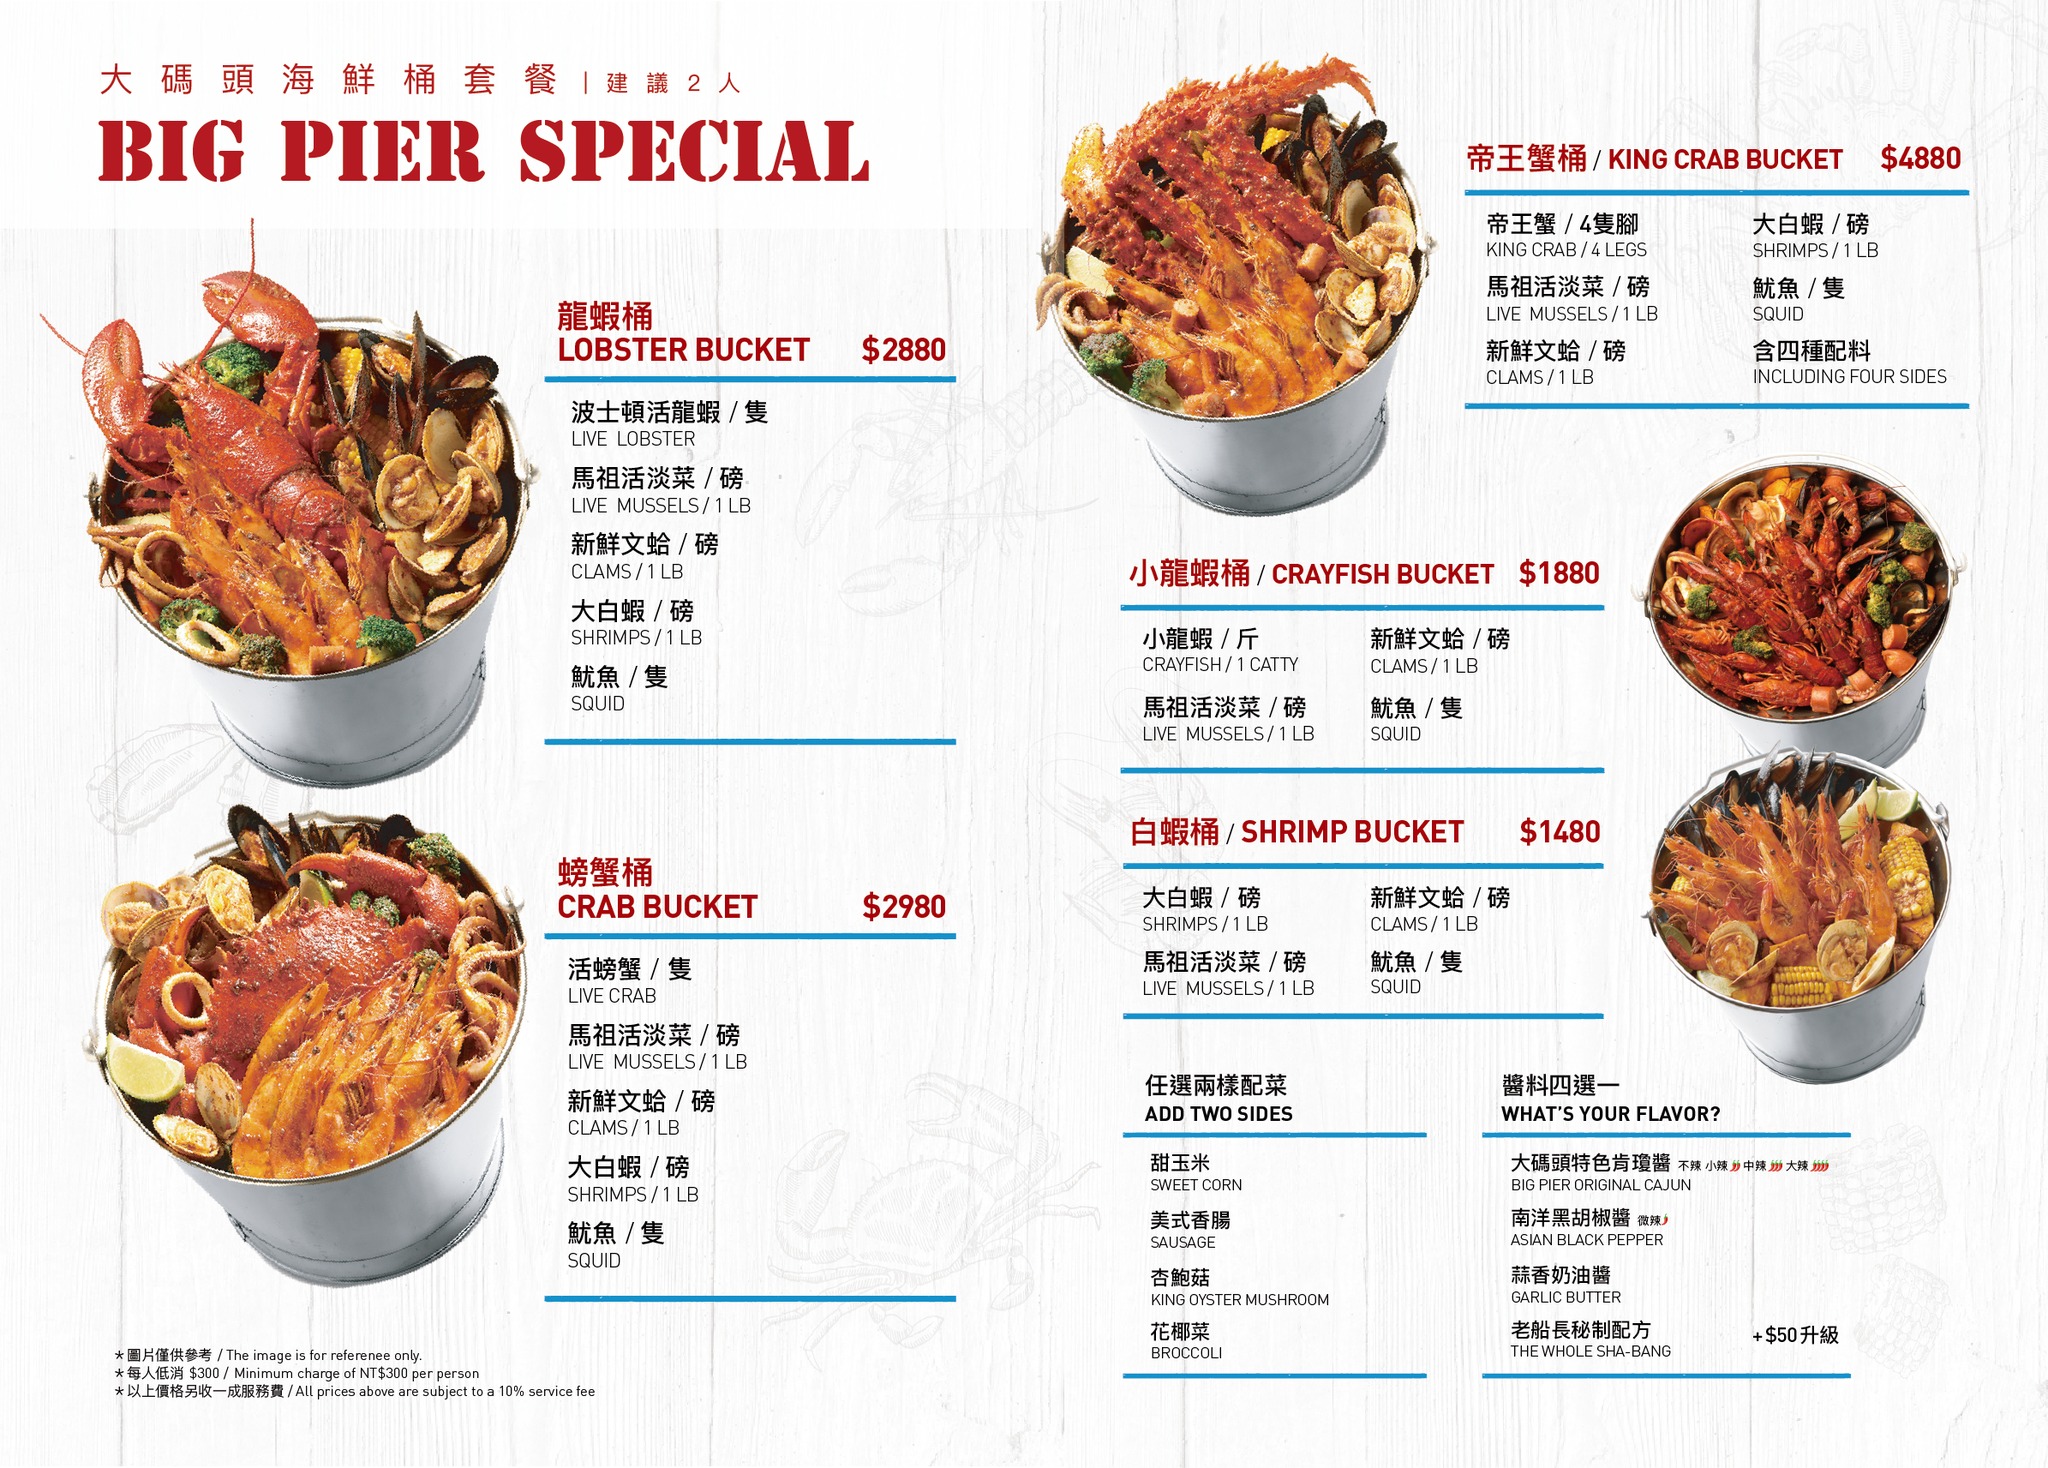 大碼頭海鮮桶套餐 | 建議2人
BIG PIER SPECIAL
龍蝦桶
LOBSTER BUCKET $2880
波士頓活龍蝦 / 隻
LIVE LOBSTER
馬祖活淡菜 / 磅
LIVE MUSSELS / 1 LB
新鮮文蛤 / 磅
CLAMS / 1 LB
大白蝦 / 磅
SHRIMPS / 1 LB
魷魚 / 隻
SQUID
螃蟹桶
CRAB BUCKET $2980
活螃蟹 / 隻
LIVE CRAB
馬祖活淡菜 / 磅
LIVE MUSSELS / 1 LB
新鮮文蛤 / 磅
CLAMS / 1 LB
大白蝦 / 磅
SHRIMPS / 1 LB
魷魚 / 隻
SQUID
*圖片僅供參考 / The image is for referenee only.
*每人低消 $300 / Minimum charge of NT$300 per person
*以上價格另收一成服務費 / All prices above are subject to a 10% service fee
帝王蟹桶 / KING CRAB BUCKET $4880
帝王蟹 / 4隻腳
KING CRAB / 4 LEGS
馬祖活淡菜 / 磅
LIVE MUSSELS / 1 LB
新鮮文蛤 / 磅
CLAMS / 1 LB
大白蝦 / 磅
SHRIMPS / 1 LB
魷魚 / 隻
SQUID
含四種配料
INCLUDING FOUR SIDES
小龍蝦桶 / CRAYFISH BUCKET $1880
小龍蝦 / 斤
CRAYFISH / 1 CATTY
馬祖活淡菜 / 磅
LIVE MUSSELS / 1 LB
新鮮文蛤 / 磅
CLAMS / 1 LB
魷魚 / 隻
SQUID
白蝦桶 / SHRIMP BUCKET $1480
大白蝦 / 磅
SHRIMPS / 1 LB
馬祖活淡菜 / 磅
LIVE MUSSELS / 1 LB
新鮮文蛤 / 磅
CLAMS / 1 LB
魷魚 / 隻
SQUID
任選兩樣配菜
ADD TWO SIDES
甜玉米
SWEET CORN
美式香腸
SAUSAGE
杏鮑菇
KING OYSTER MUSHROOM
花椰菜
BROCCOLI
醬料四選一
WHAT'S YOUR FLAVOR?
大碼頭特色肯瓊醬 不辣 小辣 中辣 大辣
BIG PIER ORIGINAL CAJUN
南洋黑胡椒醬 微辣
ASIAN BLACK PEPPER
蒜香奶油醬
GARLIC BUTTER
老船長秘制配方 +$50升級
THE WHOLE SHA-BANG